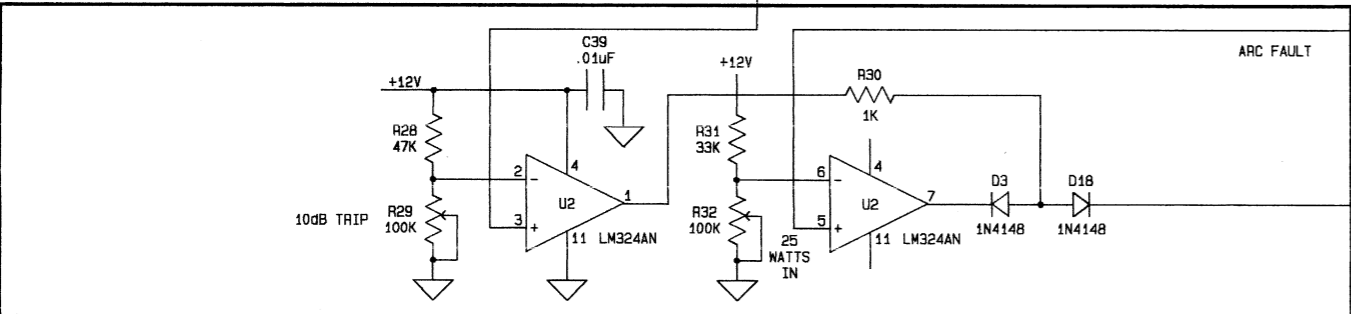 C39
.01uF
ARC FAULT
+12V
+12V
R30
1K
R28
47K
R31
33K
4
4
2
-
6
-
D3
D18
1
7
U2
U2
10dB TRIP
R29
100K
R32
100K
3
+
5
+
1N4148
1N4148
11
LM324AN
25
WATTS
IN
11
LM324AN